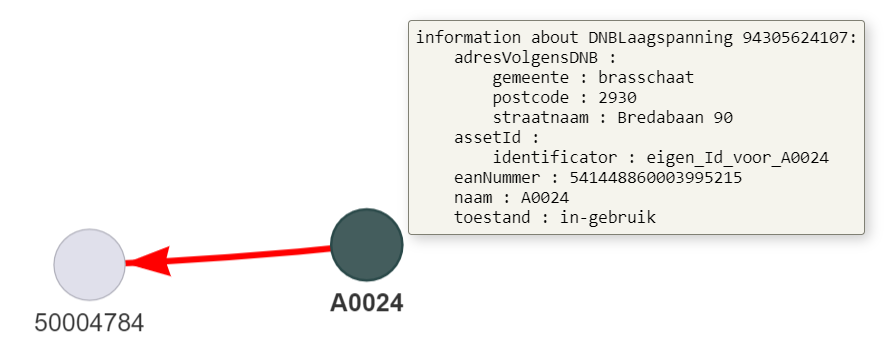 information about DNBLaagspanning 94305624107:
adresVolgensDNB :
gemeente : brasschaat
postcode : 2930
straatnaam : Bredabaan 90
assetId :
identificator : eigen_Id_voor_A0024
eanNummer : 541448860003995215
naam : A0024
toestand : in-gebruik
A0024
50004784